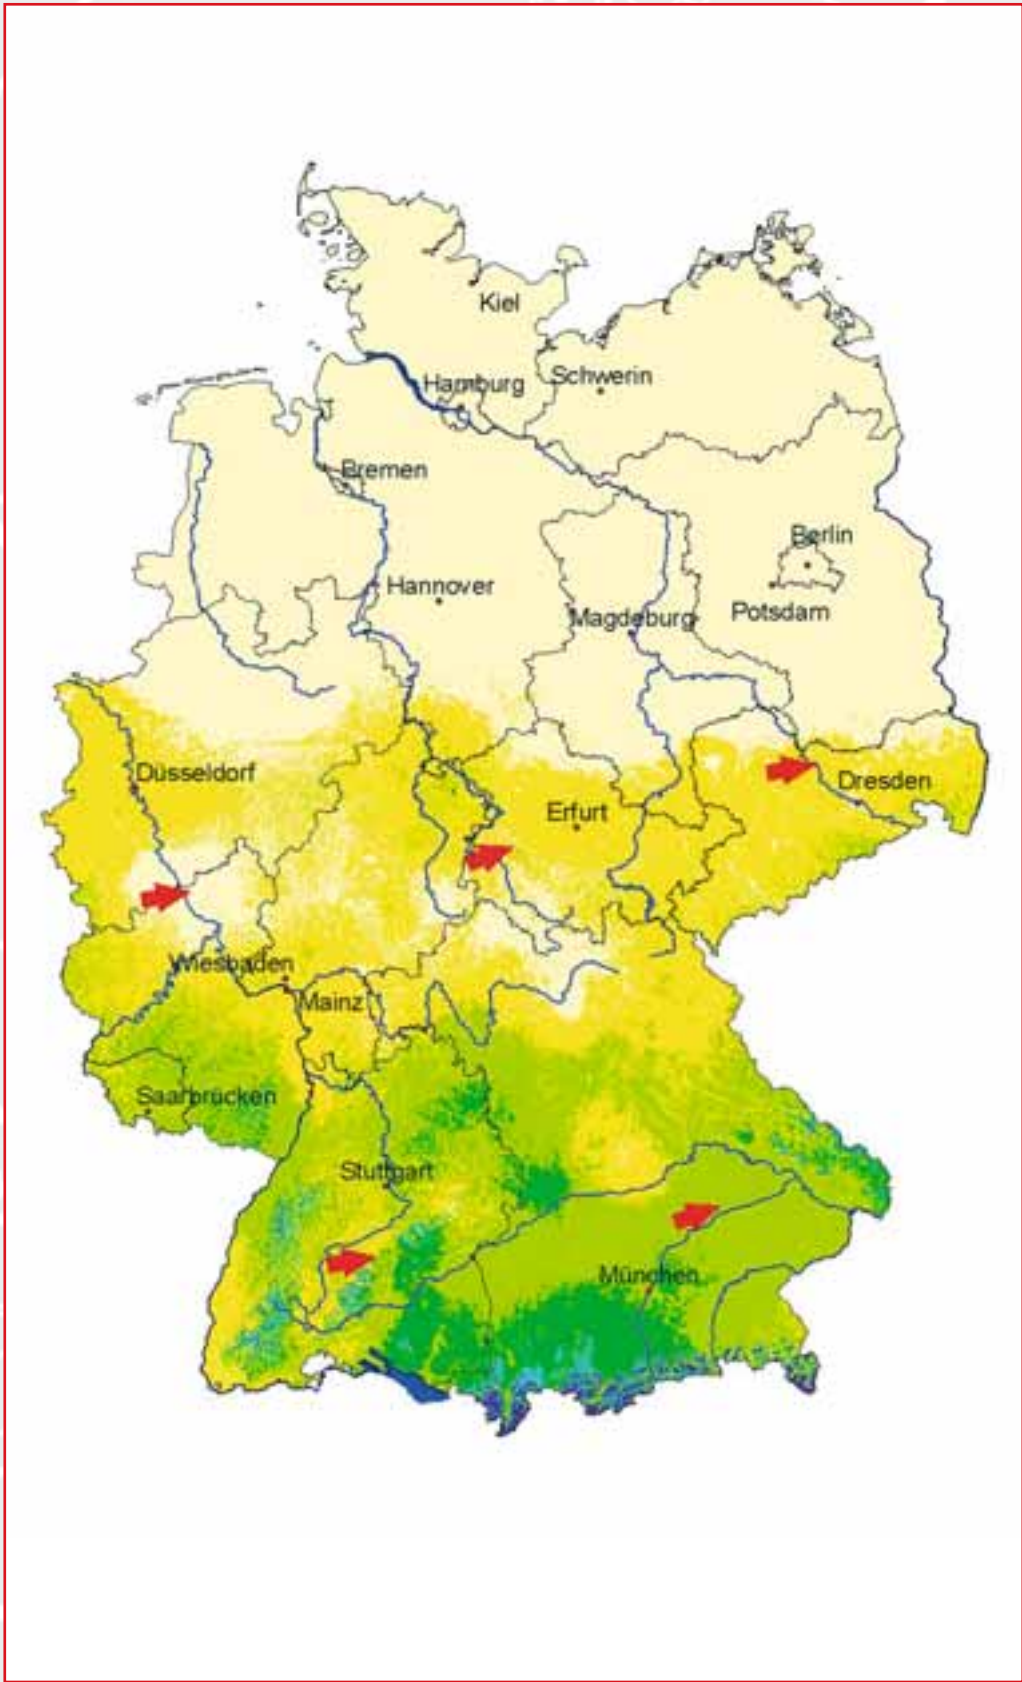 Kiel
Hamburg
Schwerin
Bremen
Berlin
Hannover
Potsdam
Magdeburg
Düsseldorf
Dresden
Erfurt
Wiesbaden
Mainz
Saarbrücken
Stuttgart
München